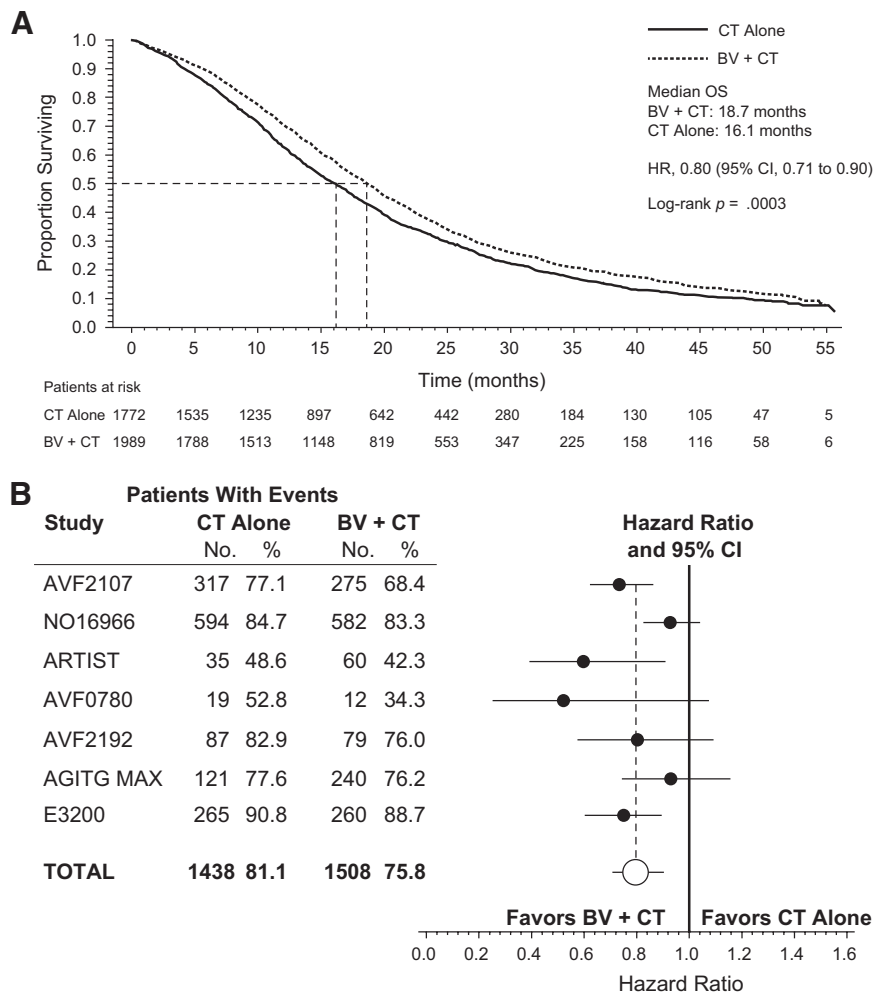 A
CT Alone
BV + CT
Median OS
BV + CT: 18.7 months
CT Alone: 16.1 months
HR, 0.80 (95% CI, 0.71 to 0.90)
Log-rank p = .0003
Proportion Surviving
1.0
0.9
0.8
0.7
0.6
0.5
0.4
0.3
0.2
0.1
0.0
0 5 10 15 20 25 30 35 40 45 50 55
Time (months)
Patients at risk
CT Alone 1772 1535 1235 897 642 442 280 184 130 105 47 5
BV + CT 1989 1788 1513 1148 819 553 347 225 158 116 58 6
B
Patients With Events
Study CT Alone BV + CT
No. % No. %
AVF2107 317 77.1 275 68.4
NO16966 594 84.7 582 83.3
ARTIST 35 48.6 60 42.3
AVF0780 19 52.8 12 34.3
AVF2192 87 82.9 79 76.0
AGITG MAX 121 77.6 240 76.2
E3200 265 90.8 260 88.7
TOTAL 1438 81.1 1508 75.8
Hazard Ratio
and 95% CI
Favors BV + CT Favors CT Alone
0.0 0.2 0.4 0.6 0.8 1.0 1.2 1.4 1.6
Hazard Ratio